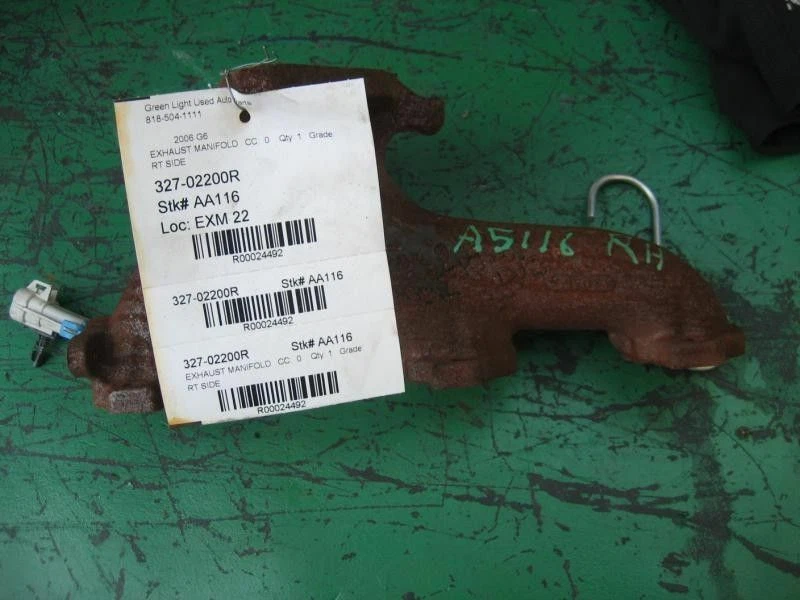 Green Light Used Auto Parts
818-504-1111
2006 G6
EXHAUST MANIFOLD CC 0 Qty 1 Grade
RT SIDE
327-02200R
Stk# AA116
Loc: EXM 22
R00024492
327-02200R Stk# AA116
R00024492
327-02200R Stk# AA116
EXHAUST MANIFOLD CC 0 Qty 1 Grade
RT SIDE
R00024492
A5116 RH